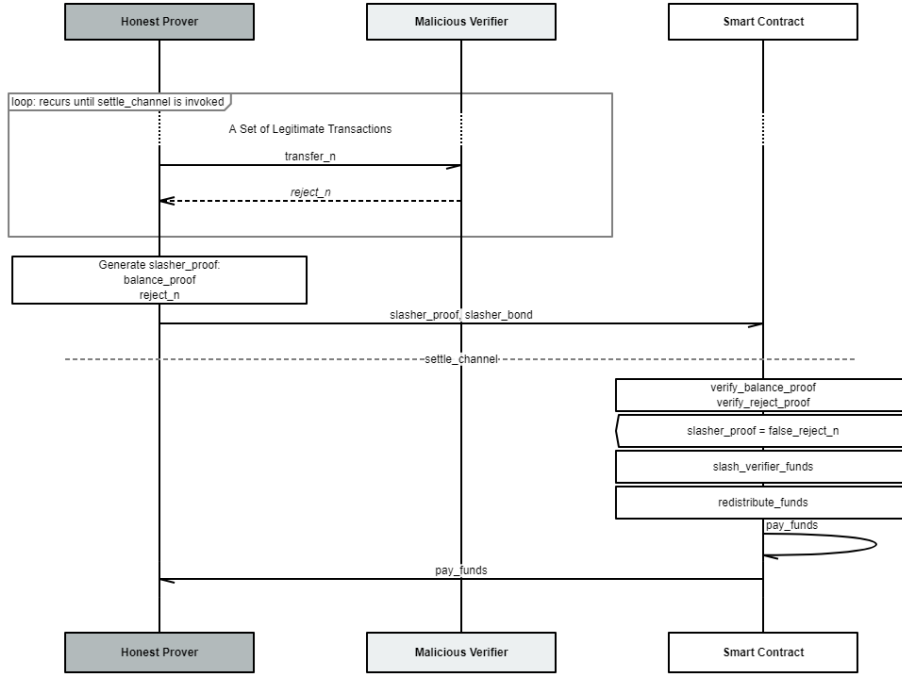 Honest Prover
Malicious Verifier
Smart Contract
loop: recurs until settle_channel is invoked
A Set of Legitimate Transactions
transfer_n
reject_n
Generate slasher_proof:
balance_proof
reject_n
slasher_proof, slasher_bond
settle_channel
verify_balance_proof
verify_reject_proof
slasher_proof = false_reject_n
slash_verifier_funds
redistribute_funds
pay_funds
pay_funds
Honest Prover
Malicious Verifier
Smart Contract